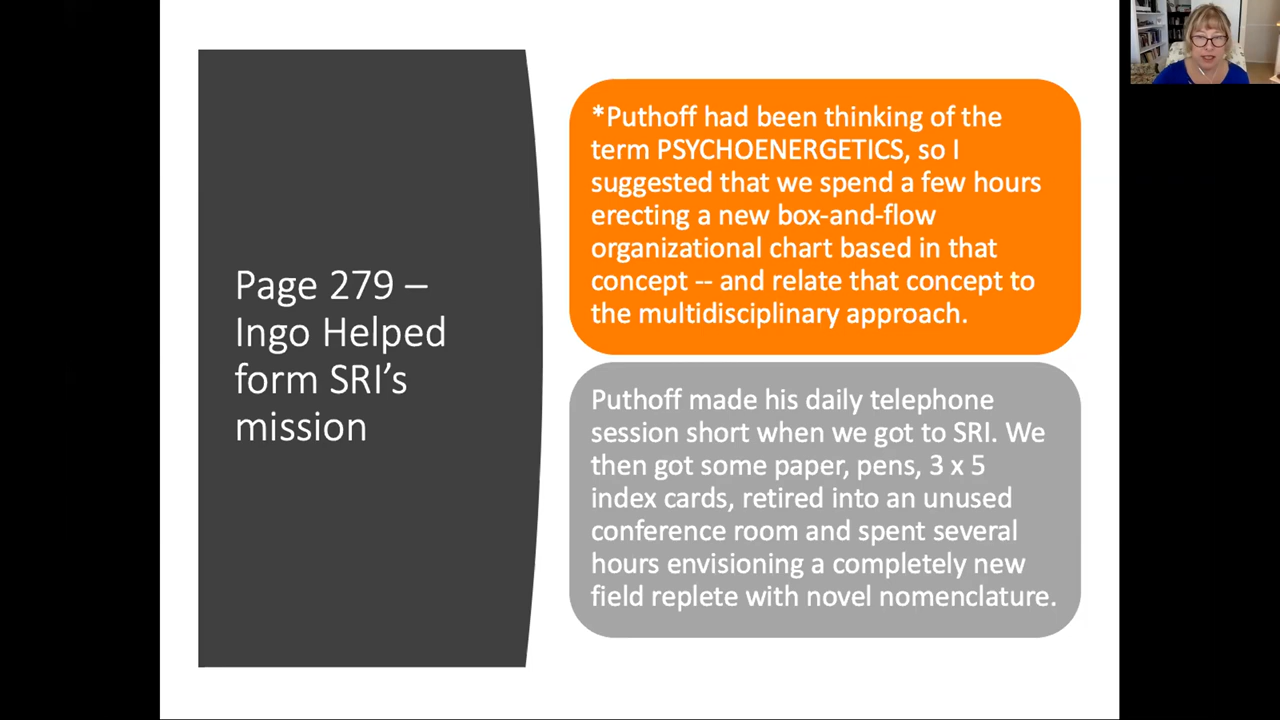 Page 279 –
Ingo Helped
form SRI’s
mission
*Puthoff had been thinking of the
term PSYCHOENERGETICS, so I
suggested that we spend a few hours
erecting a new box-and-flow
organizational chart based in that
concept -- and relate that concept to
the multidisciplinary approach.
Puthoff made his daily telephone
session short when we got to SRI. We
then got some paper, pens, 3 x 5
index cards, retired into an unused
conference room and spent several
hours envisioning a completely new
field replete with novel nomenclature.